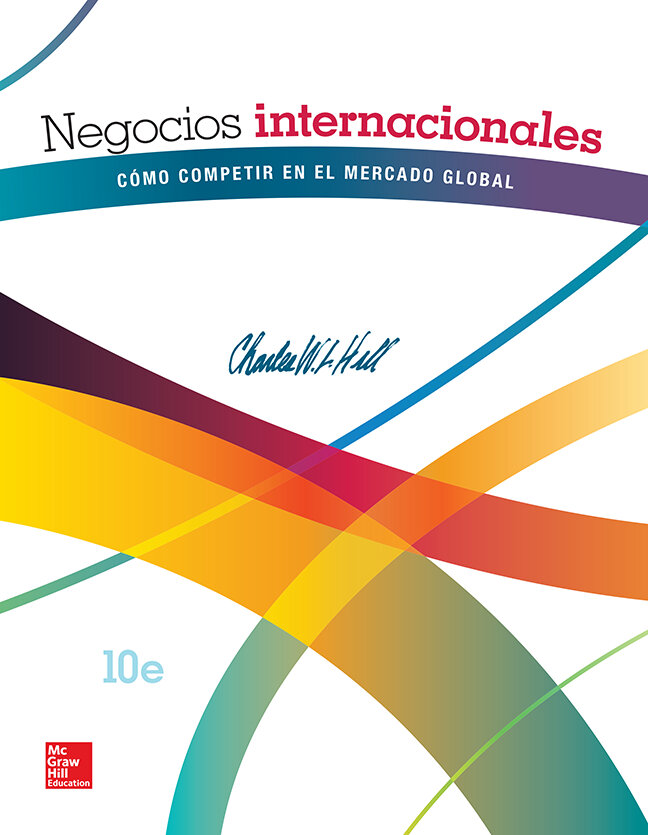 Negocios internacionales
CÓMO COMPETIR EN EL MERCADO GLOBAL
Charles W. L. Hill
10e
Mc
Graw
Hill
Education